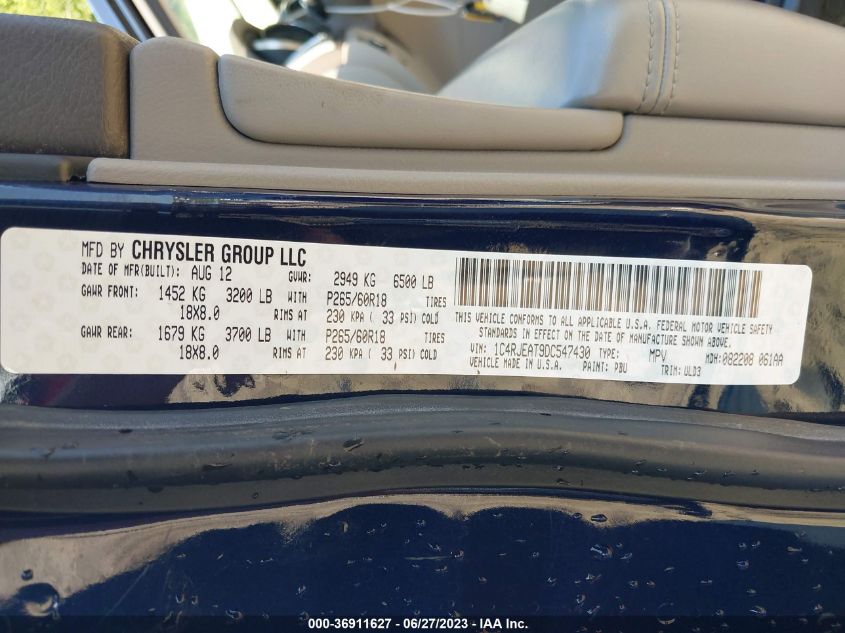 MFD BY CHRYSLER GROUP LLC
DATE OF MFR(BUILT): AUG 12 GVWR: 2949 KG 6500 LB
GAWR FRONT: 1452 KG 3200 LB WITH P265/60R18 TIRES
18X8.0 RIMS AT 230 KPA ( 33 PSI) COLD
GAWR REAR: 1679 KG 3700 LB WITH P265/60R18 TIRES
18X8.0 RIMS AT 230 KPA ( 33 PSI) COLD
THIS VEHICLE CONFORMS TO ALL APPLICABLE U.S.A. FEDERAL MOTOR VEHICLE SAFETY
STANDARDS IN EFFECT ON THE DATE OF MANUFACTURE SHOWN ABOVE.
VIN: 1C4RJEAT9DC547430 TYPE: MPV MDH: 082208 061AA
VEHICLE MADE IN U.S.A. PAINT: PBU TRIM: ULD3
000-36911627 - 06/27/2023 - IAA Inc.